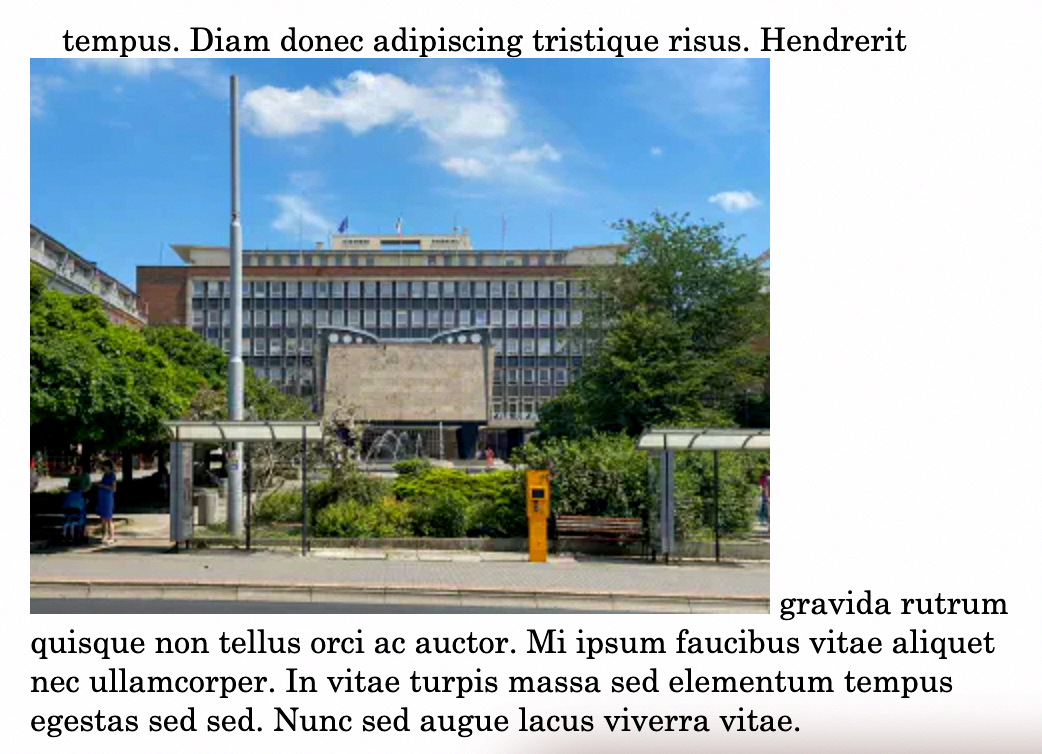 tempus. Diam donec adipiscing tristique risus. Hendrerit
gravida rutrum
quisque non tellus orci ac auctor. Mi ipsum faucibus vitae aliquet
nec ullamcorper. In vitae turpis massa sed elementum tempus
egestas sed sed. Nunc sed augue lacus viverra vitae.